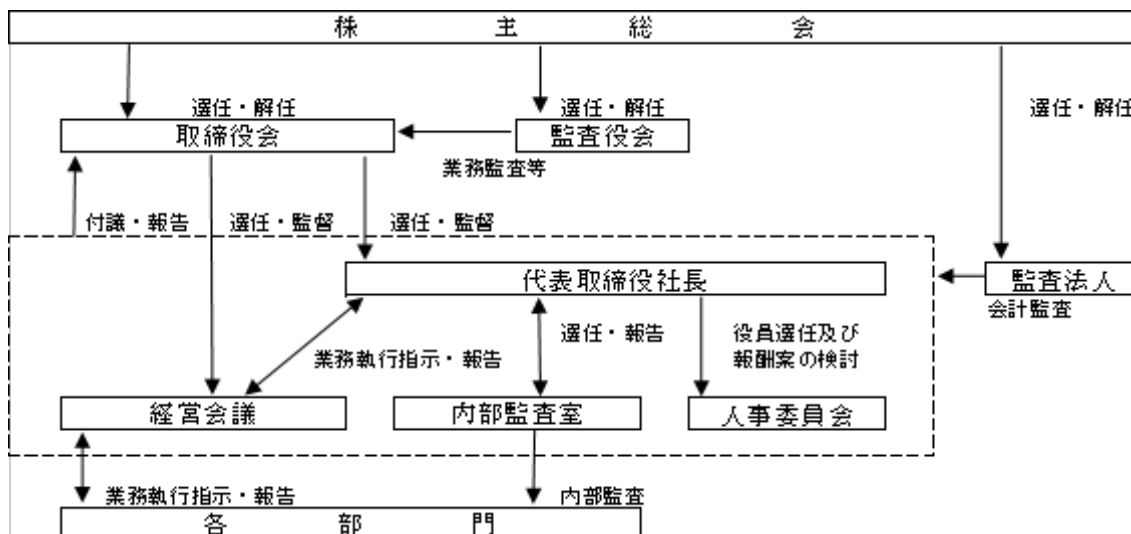 株主総会
選任・解任
選任・解任
選任・解任
取締役会
監査役会
業務監査等
付議・報告
選任・監督
選任・監督
代表取締役社長
監査法人
会計監査
選任・報告
役員選任及び
報酬案の検討
業務執行指示・報告
経営会議
内部監査室
人事委員会
業務執行指示・報告
内部監査
各部門